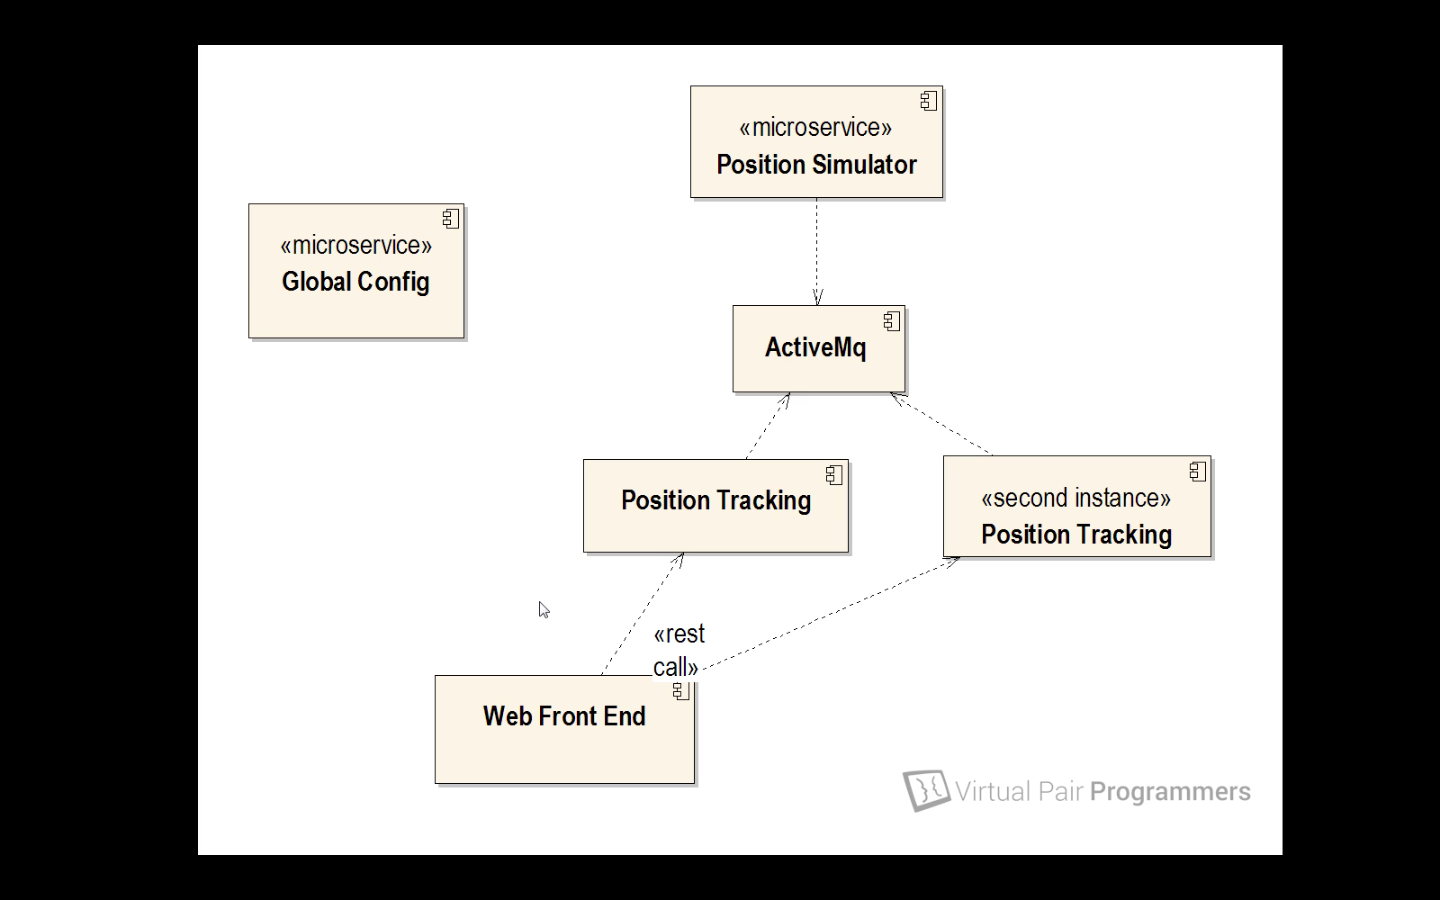 «microservice»
Position Simulator
«microservice»
Global Config
ActiveMq
Position Tracking
«second instance»
Position Tracking
«rest
call»
Web Front End
Virtual Pair Programmers